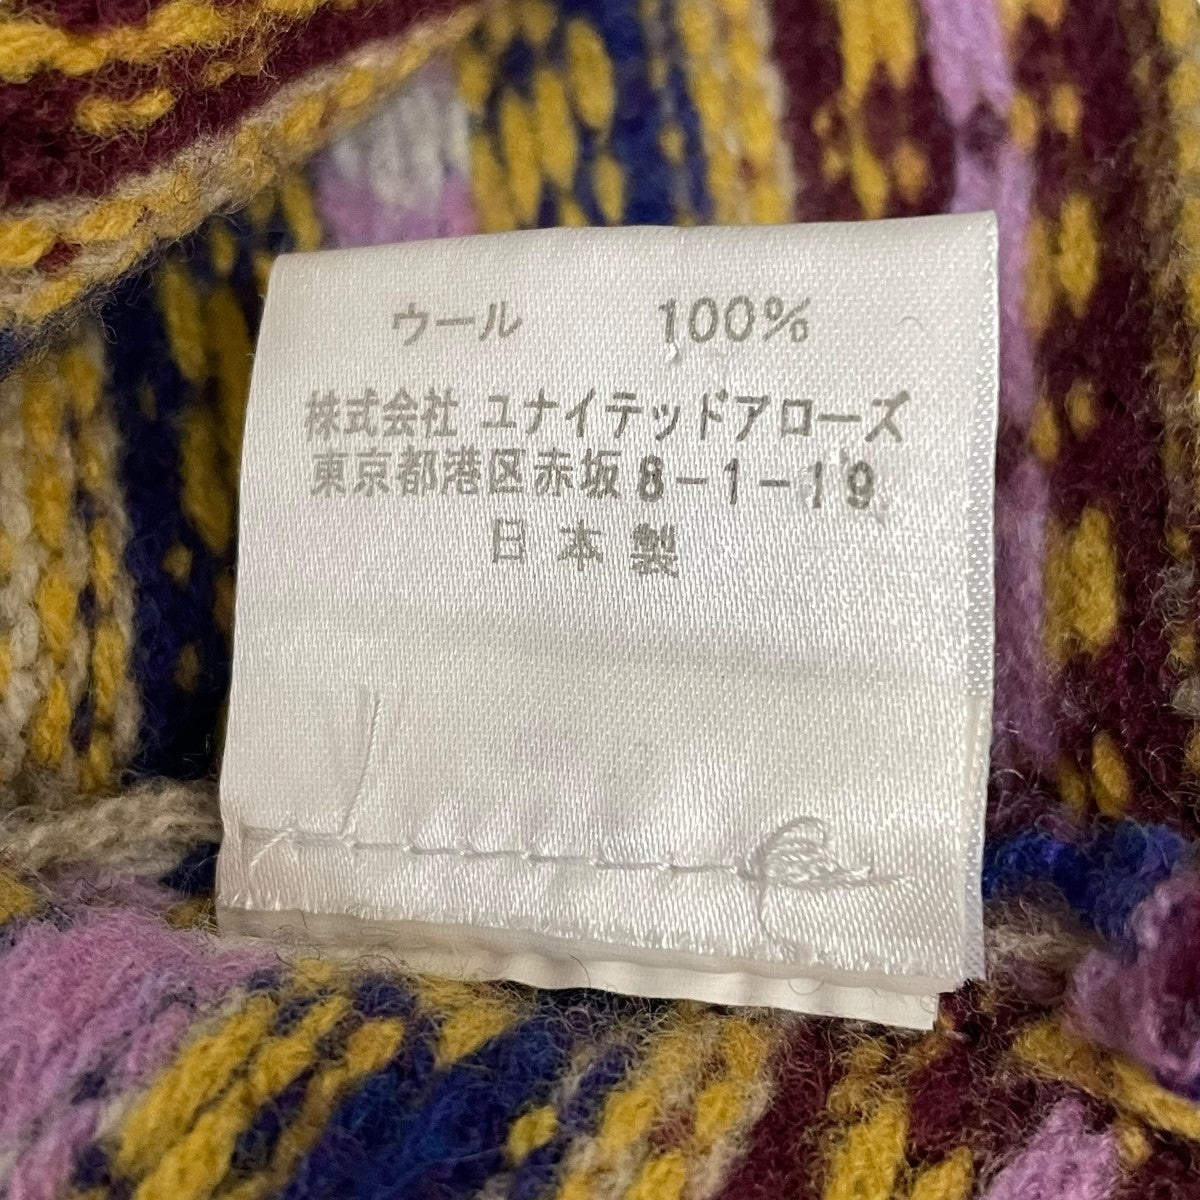 ウール 100%
株式会社 ユナイテッドアローズ
東京都港区赤坂8-1-19
日本製